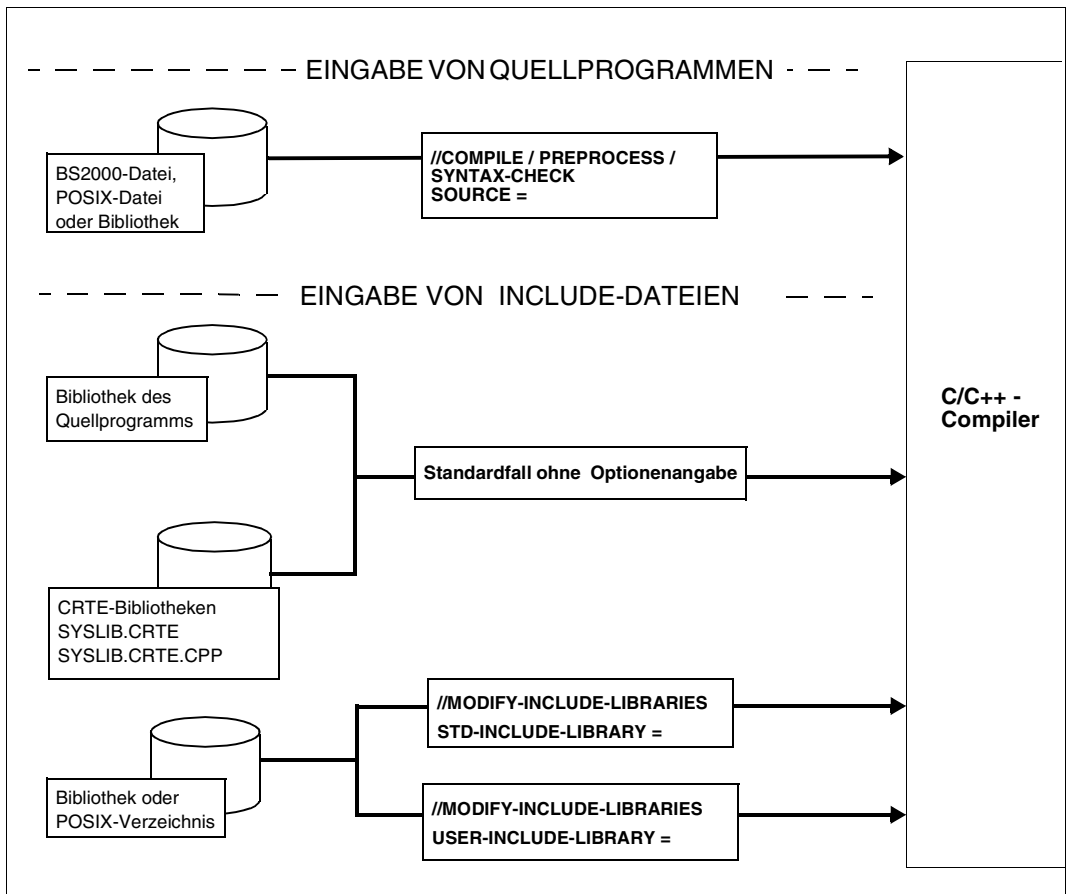 EINGABE VON QUELLPROGRAMMEN
BS2000-Datei,
POSIX-Datei
oder Bibliothek
//COMPILE / PREPROCESS /
SYNTAX-CHECK
SOURCE =
EINGABE VON INCLUDE-DATEIEN
Bibliothek des
Quellprogramms
Standardfall ohne Optionenangabe
C/C++ -
Compiler
CRTE-Bibliotheken
SYSLIB.CRTE
SYSLIB.CRTE.CPP
//MODIFY-INCLUDE-LIBRARIES
STD-INCLUDE-LIBRARY =
Bibliothek oder
POSIX-Verzeichnis
//MODIFY-INCLUDE-LIBRARIES
USER-INCLUDE-LIBRARY =